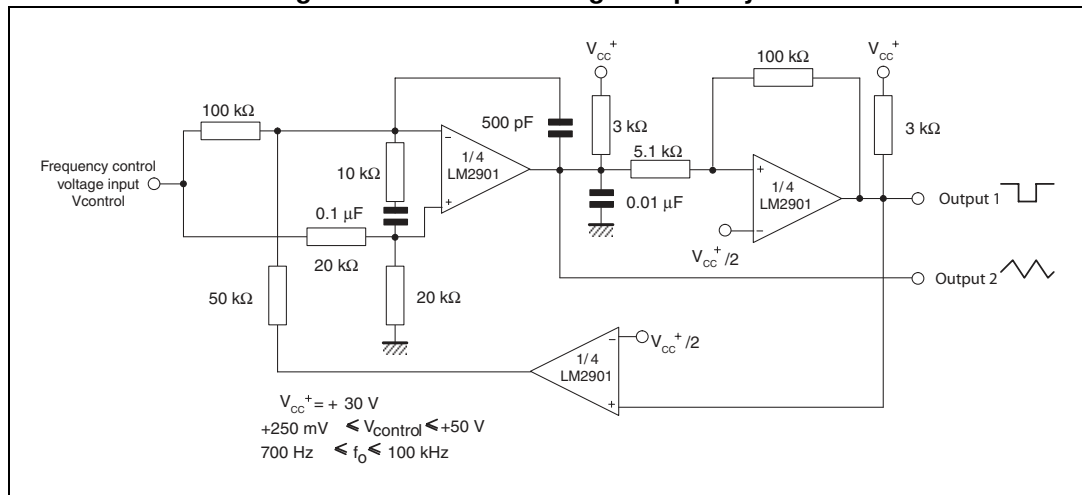 V_CC^+
V_CC^+
100 kΩ
100 kΩ
500 pF
3 kΩ
3 kΩ
5.1 kΩ
1/4
LM2901
Frequency control
voltage input
Vcontrol
10 kΩ
0.1 µF
0.01 µF
1/4
LM2901
Output 1
20 kΩ
V_CC^+/2
50 kΩ
20 kΩ
Output 2
V_CC^+/2
1/4
LM2901
V_CC^+ = + 30 V
+250 mV ⩽ V_control ⩽ +50 V
700 Hz ⩽ f_o ⩽ 100 kHz